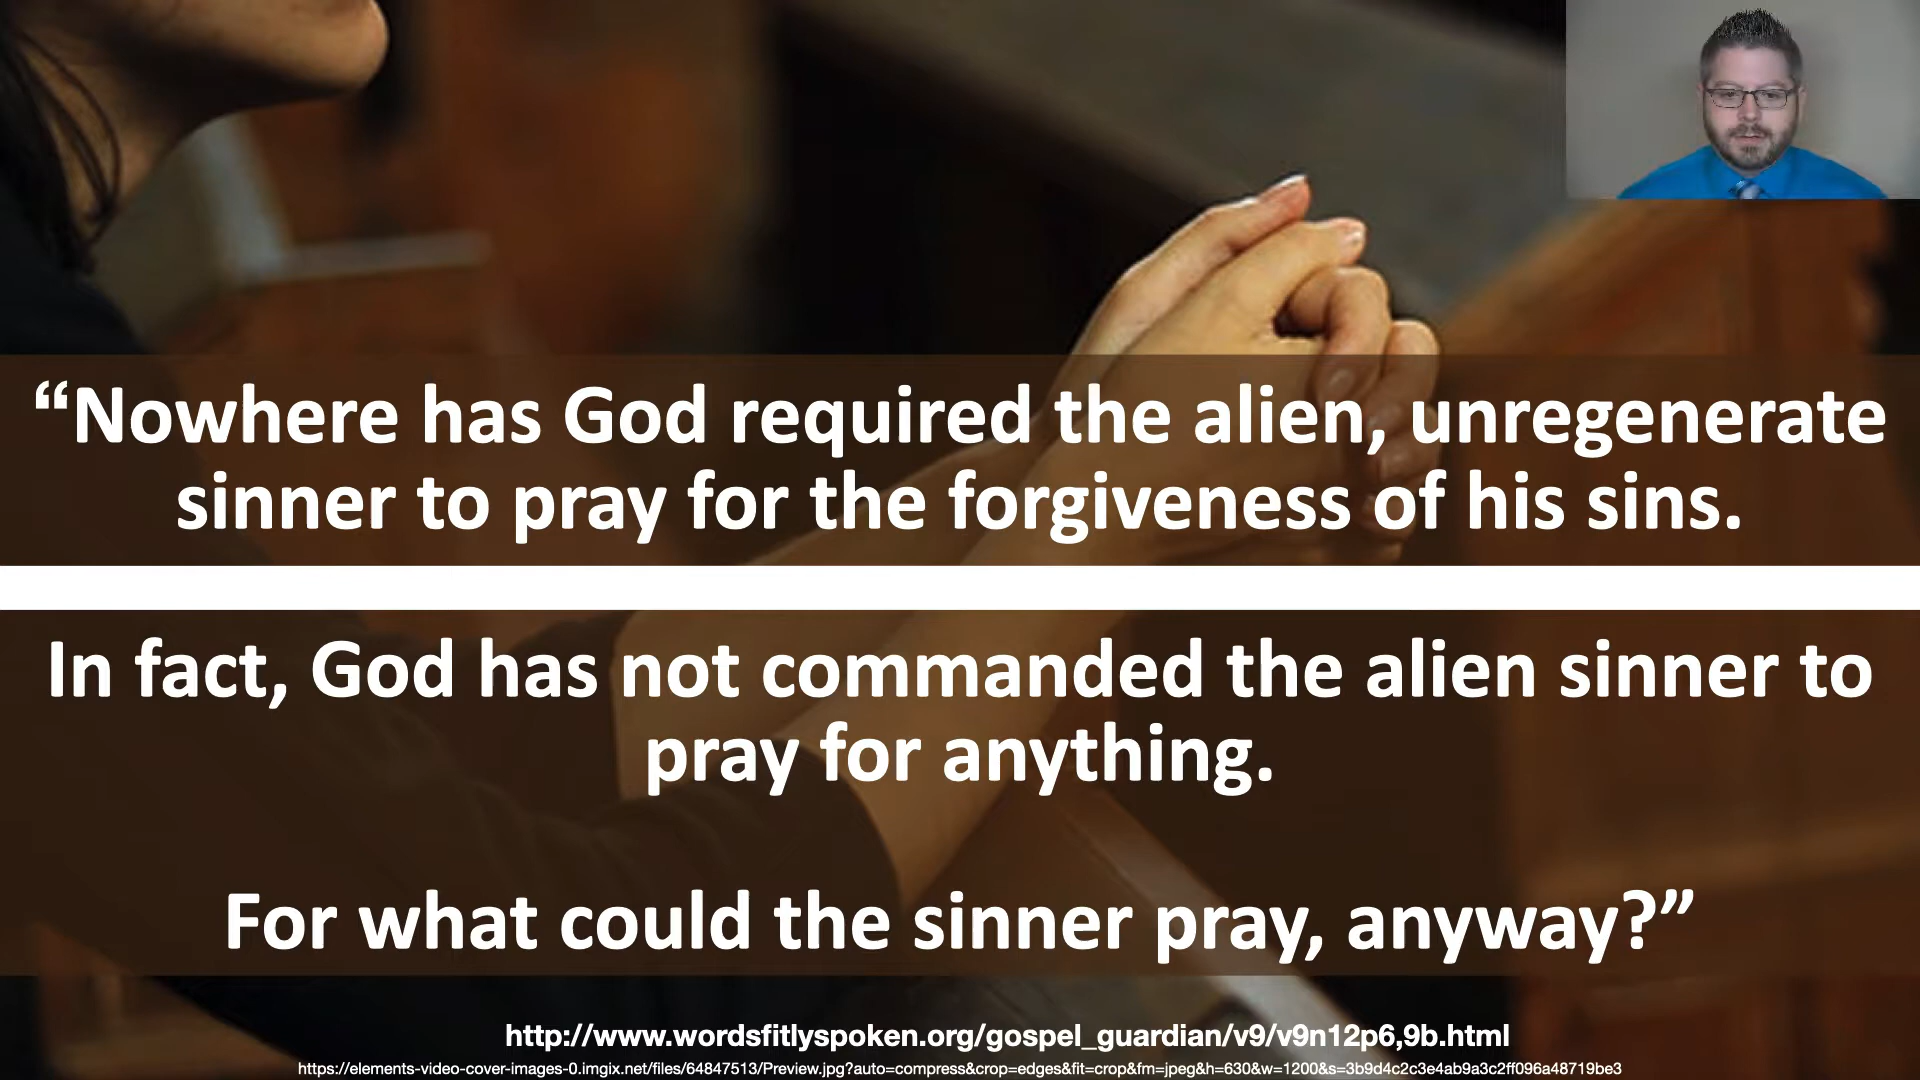 “Nowhere has God required the alien, unregenerate
sinner to pray for the forgiveness of his sins.
In fact, God has not commanded the alien sinner to
pray for anything.
For what could the sinner pray, anyway?”
http://www.wordsfitlyspoken.org/gospel_guardian/v9/v9n12p6,9b.html
https://elements-video-cover-images-0.imgix.net/files/64847513/Preview.jpg?auto=compress&crop=edges&fit=crop&fm=jpeg&h=630&w=1200&s=3b9d4c2c3e4ab9a3c2ff096a48719be3